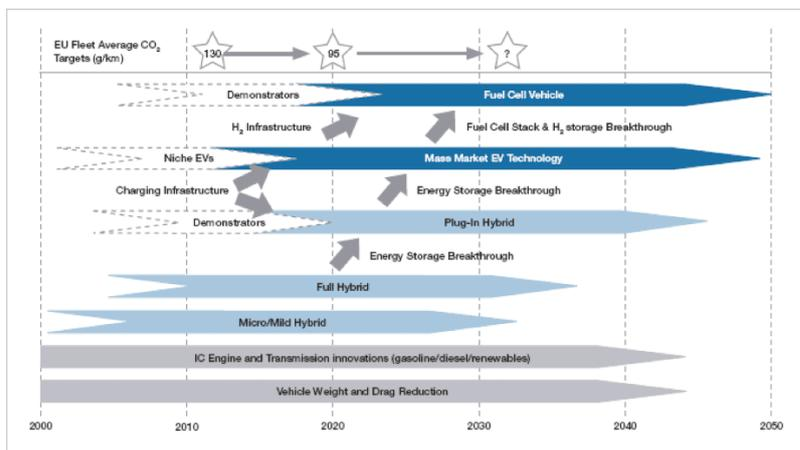 EU Fleet Average CO₂
Targets (g/km)
130
95
?
Demonstrators
Fuel Cell Vehicle
H₂ Infrastructure
Fuel Cell Stack & H₂ storage Breakthrough
Niche EVs
Mass Market EV Technology
Charging Infrastructure
Energy Storage Breakthrough
Demonstrators
Plug-In Hybrid
Energy Storage Breakthrough
Full Hybrid
Micro/Mild Hybrid
IC Engine and Transmission innovations (gasoline/diesel/renewables)
Vehicle Weight and Drag Reduction
2000
2010
2020
2030
2040
2050